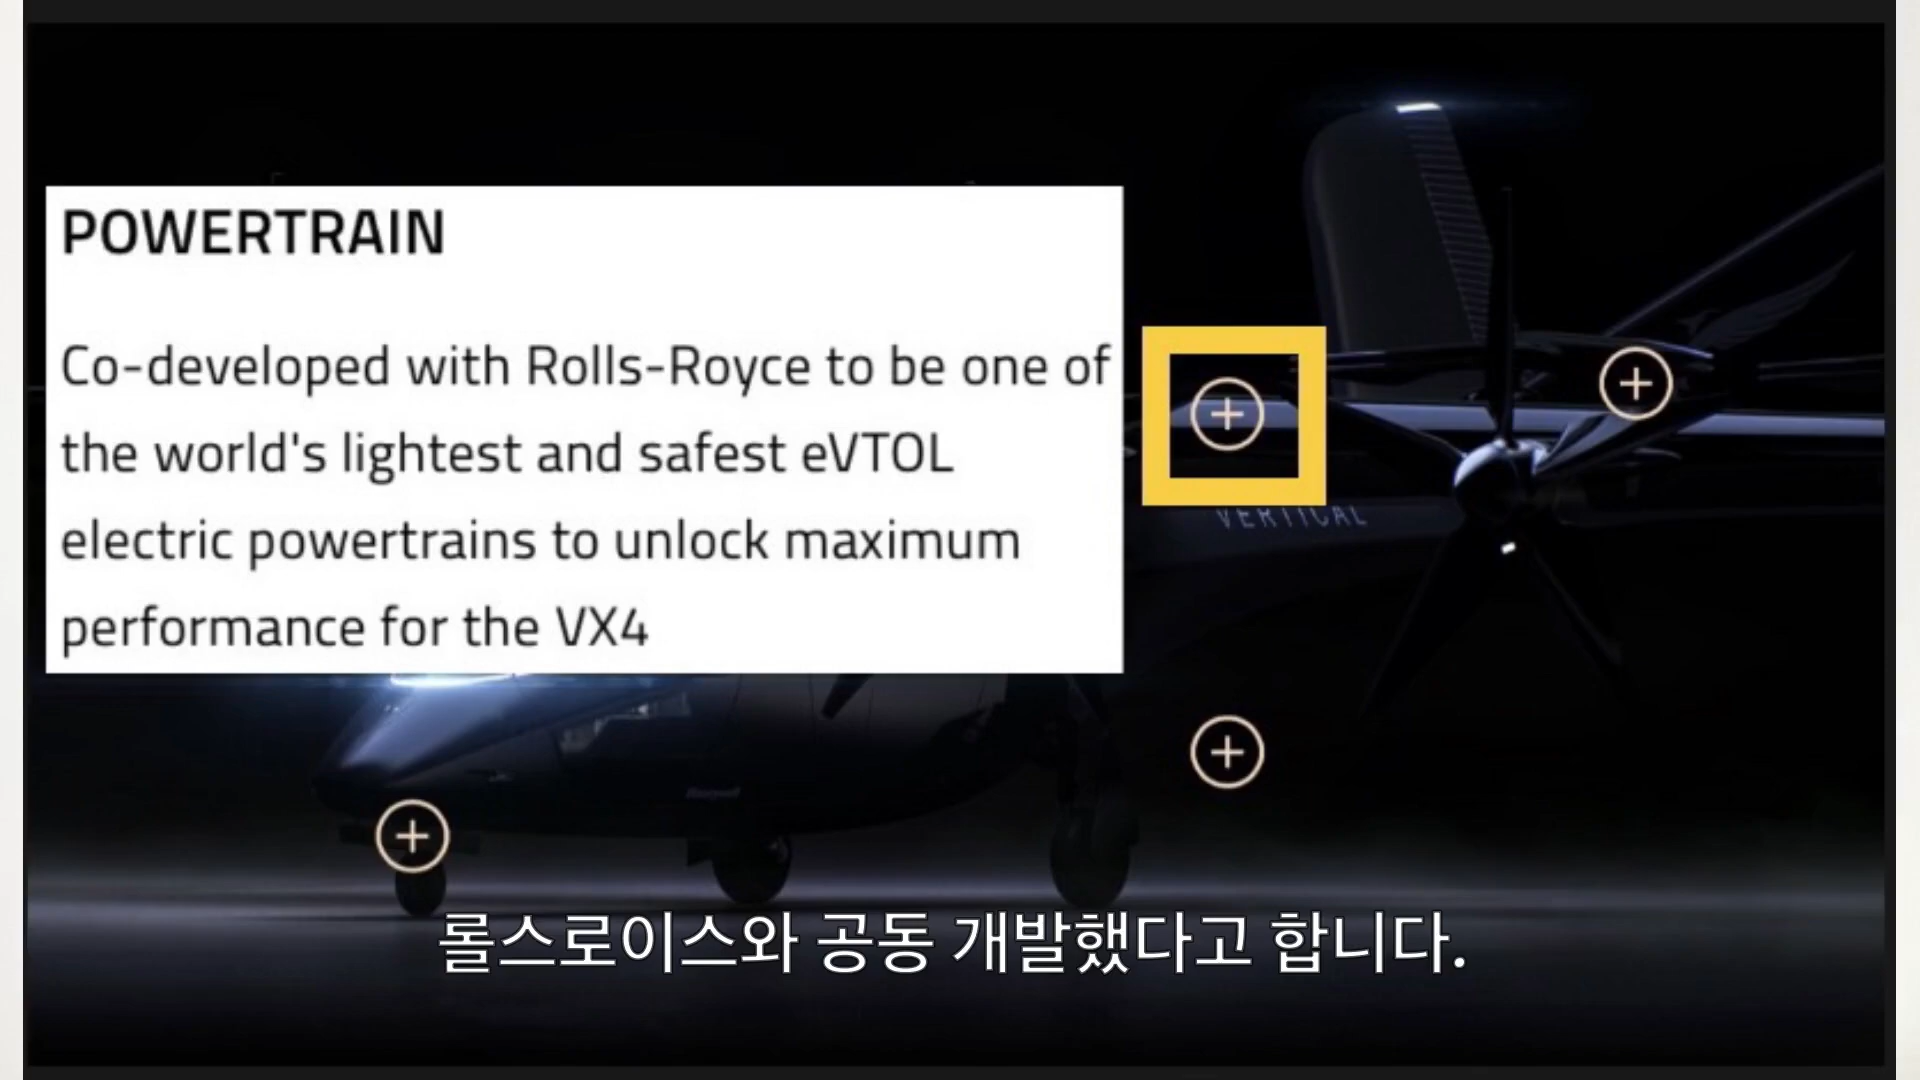 POWERTRAIN
Co-developed with Rolls-Royce to be one of
the world's lightest and safest eVTOL
electric powertrains to unlock maximum
performance for the VX4
VERTICAL
Honeywell
롤스로이스와 공동 개발했다고 합니다.